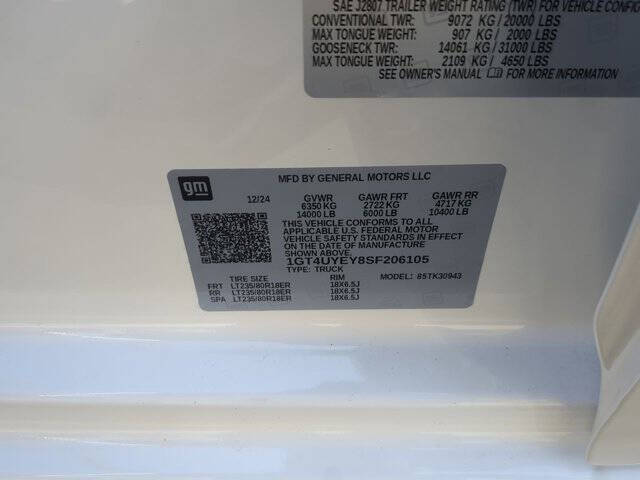 SAE J2807 TRAILER WEIGHT RATING (TWR) FOR VEHICLE CONFIG
CONVENTIONAL TWR: 9072 KG/20000 LBS
MAX TONGUE WEIGHT: 907 KG/ 2000 LBS
GOOSENECK TWR: 14061 KG/31000 LBS
MAX TONGUE WEIGHT: 2109 KG/ 4650 LBS
SEE OWNER'S MANUAL FOR MORE INFORMATION
gm
MFD BY GENERAL MOTORS LLC
12/24 GVWR GAWR FRT GAWR RR
6350 KG 2722 KG 4717 KG
14000 LB 6000 LB 10400 LB
THIS VEHICLE CONFORMS TO ALL
APPLICABLE U.S. FEDERAL MOTOR
VEHICLE SAFETY STANDARDS IN EFFECT ON
THE DATE OF MANUFACTURE SHOWN ABOVE.
1GT4UYEY8SF206105
TYPE: TRUCK MODEL: 85TK30943
TIRE SIZE RIM
FRT LT235/80R18ER 18X6.5J
RR LT235/80R18ER 18X6.5J
SPA LT235/80R18ER 18X6.5J